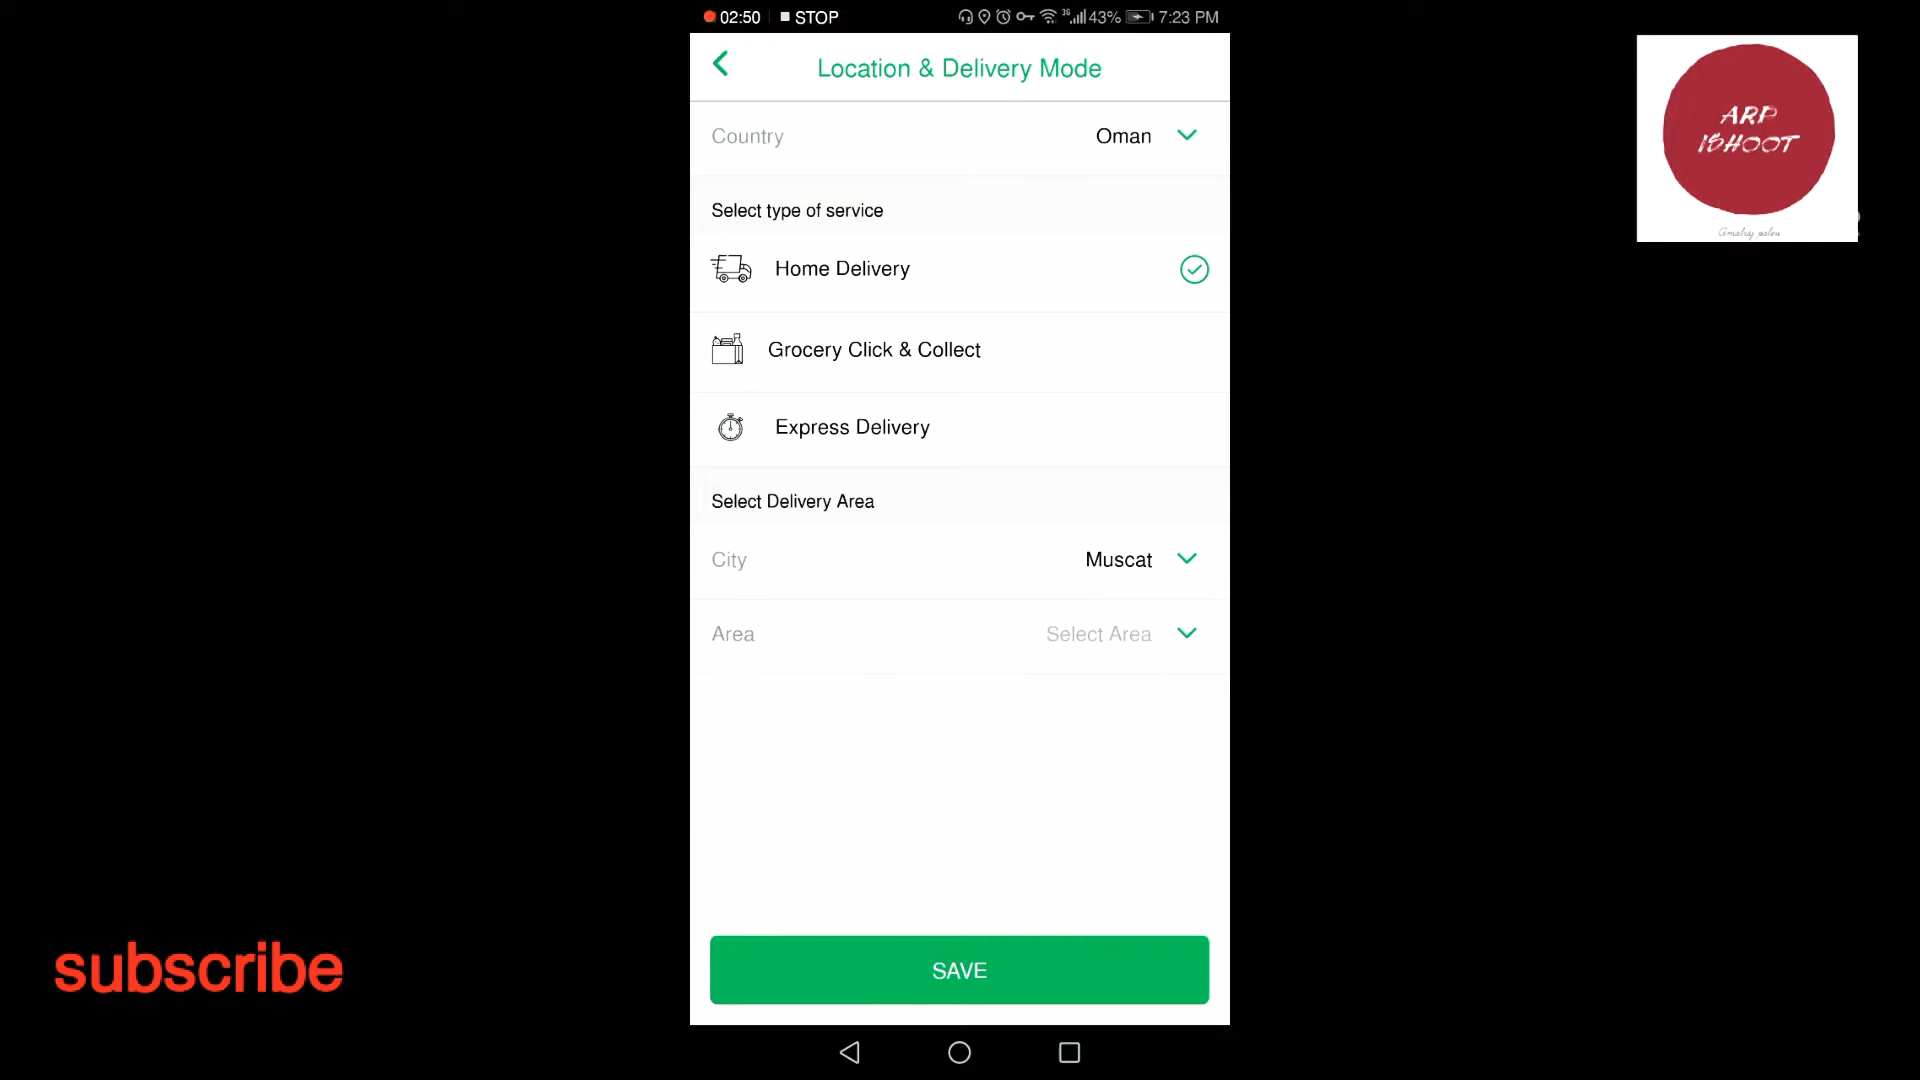 02:50 STOP 3G 43% 7:23 PM
Location & Delivery Mode
Country Oman
Select type of service
Home Delivery
Grocery Click & Collect
Express Delivery
Select Delivery Area
City Muscat
Area Select Area
SAVE
subscribe
ARP
ISHOOT